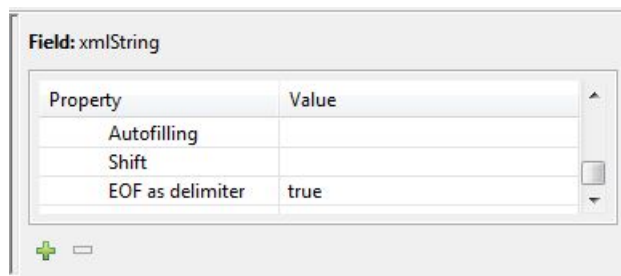 Field: xmlString
Property Value
Autofilling
Shift
EOF as delimiter true